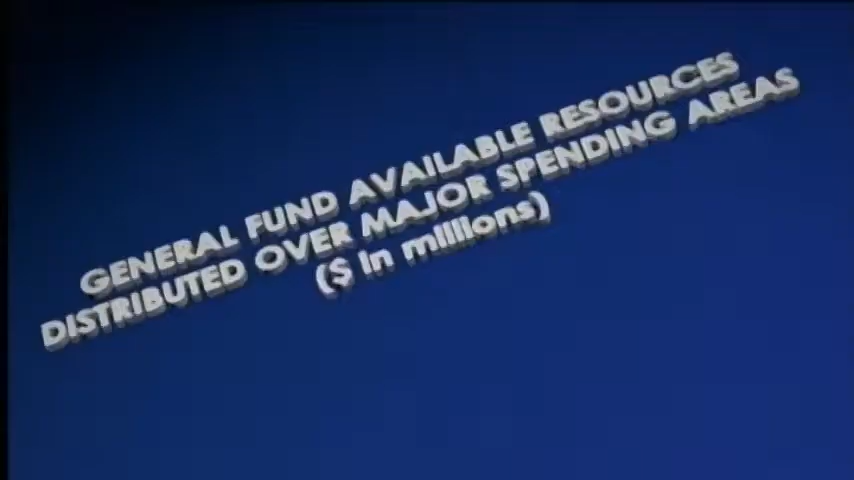 GENERAL FUND AVAILABLE RESOURCES
DISTRIBUTED OVER MAJOR SPENDING AREAS
($ in millions)